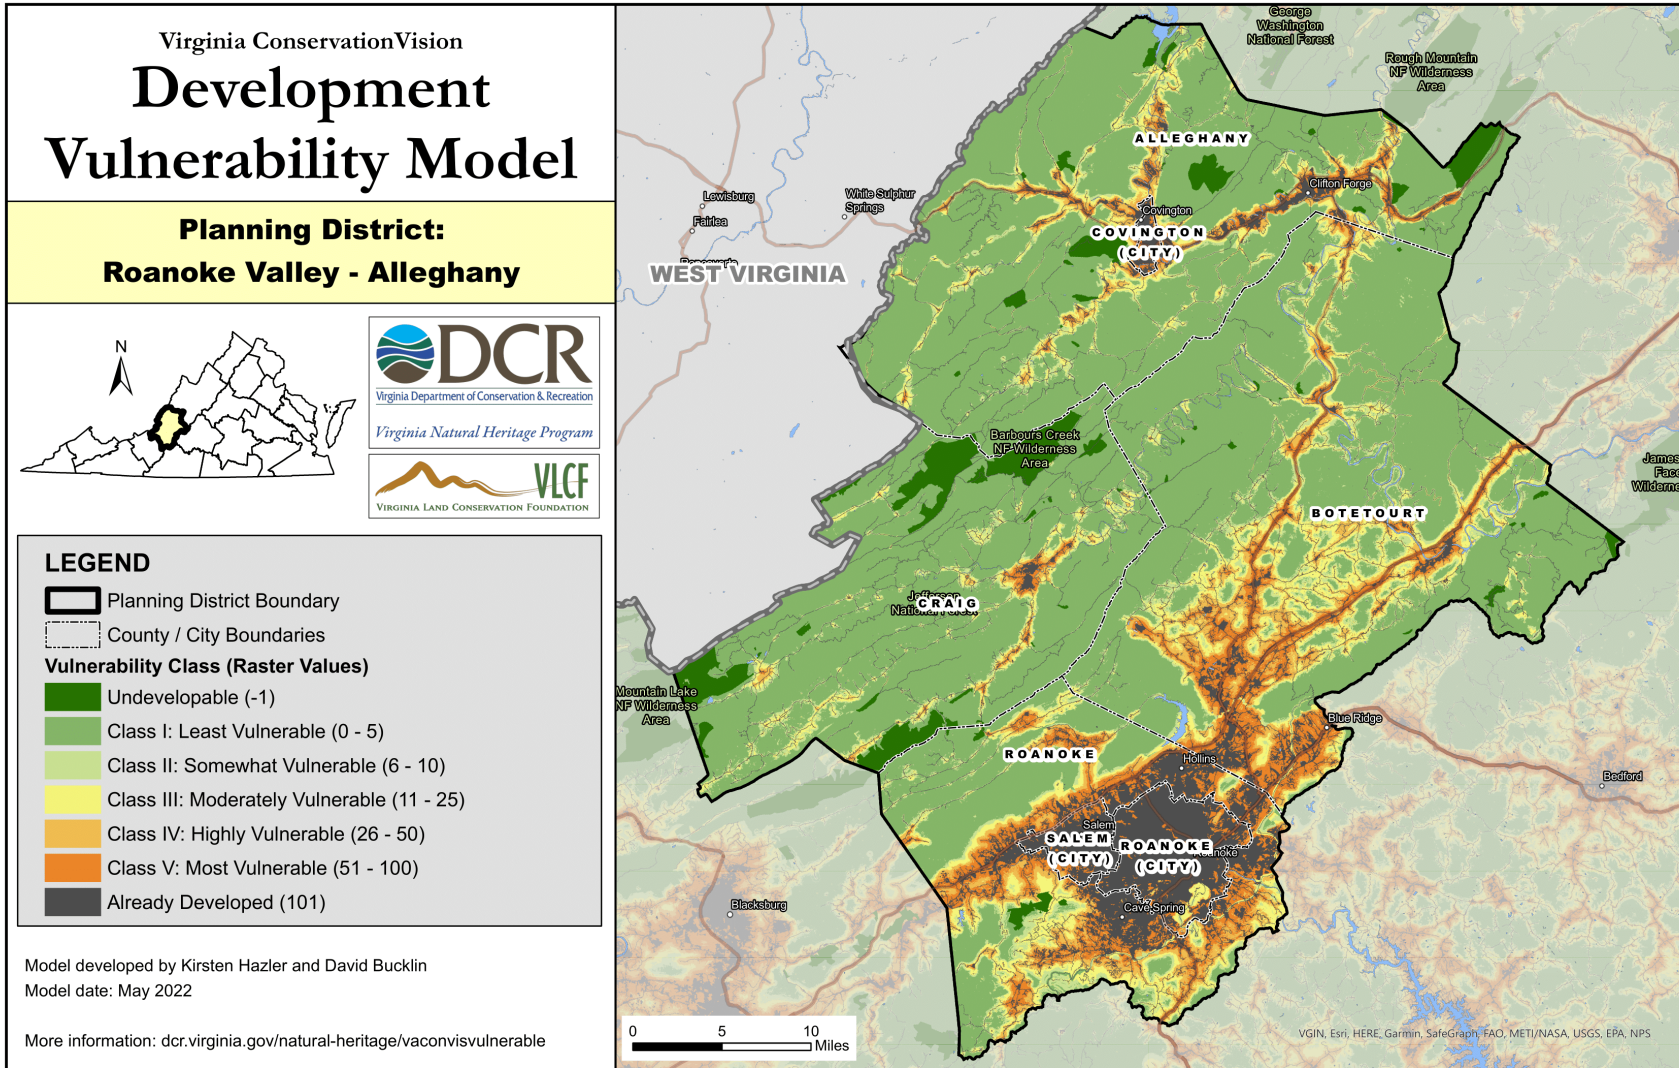 Virginia ConservationVision
Development
Vulnerability Model
Planning District:
Roanoke Valley - Alleghany
N
DCR
Virginia Department of Conservation & Recreation
Virginia Natural Heritage Program
VLCF
VIRGINIA LAND CONSERVATION FOUNDATION
LEGEND
Planning District Boundary
County / City Boundaries
Vulnerability Class (Raster Values)
Undevelopable (-1)
Class I: Least Vulnerable (0 - 5)
Class II: Somewhat Vulnerable (6 - 10)
Class III: Moderately Vulnerable (11 - 25)
Class IV: Highly Vulnerable (26 - 50)
Class V: Most Vulnerable (51 - 100)
Already Developed (101)
Model developed by Kirsten Hazler and David Bucklin
Model date: May 2022
More information: dcr.virginia.gov/natural-heritage/vaconvisvulnerable
George
Washington
National Forest
Rough Mountain
NF Wilderness
Area
ALLEGHANY
Clifton Forge
Lewisburg
White Sulphur
Springs
Fairlea
Covington
COVINGTON
(CITY)
WEST VIRGINIA
Barbours Creek
NF Wilderness
Area
James
Face
Wilderne
BOTETOURT
CRAIG
Mountain Lake
NF Wilderness
Area
Blue Ridge
ROANOKE
Hollins
Bedford
Salem
SALEM
(CITY)
ROANOKE
(CITY)
Roanoke
Cave Spring
Blacksburg
0 5 10
Miles
VGIN, Esri, HERE, Garmin, SafeGraph, FAO, METI/NASA, USGS, EPA, NPS